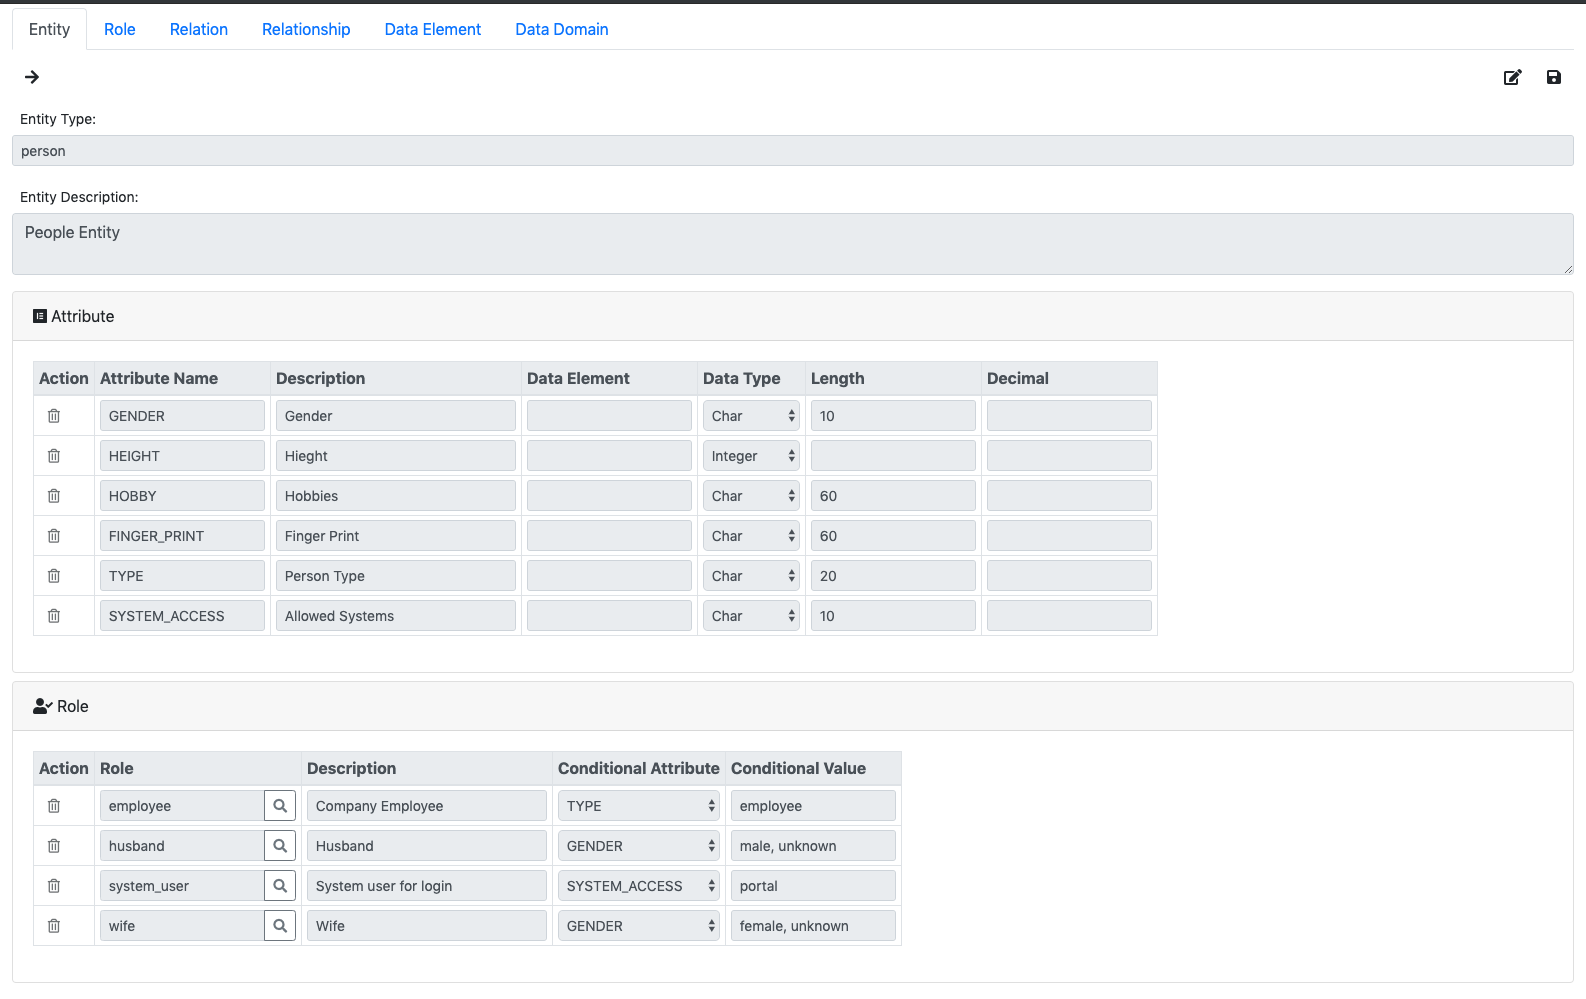 Entity Role Relation Relationship Data Element Data Domain
Entity Type:
person
Entity Description:
People Entity
Attribute
Action Attribute Name Description Data Element Data Type Length Decimal
GENDER Gender Char 10
HEIGHT Hieght Integer
HOBBY Hobbies Char 60
FINGER_PRINT Finger Print Char 60
TYPE Person Type Char 20
SYSTEM_ACCESS Allowed Systems Char 10
Role
Action Role Description Conditional Attribute Conditional Value
employee Company Employee TYPE employee
husband Husband GENDER male, unknown
system_user System user for login SYSTEM_ACCESS portal
wife Wife GENDER female, unknown